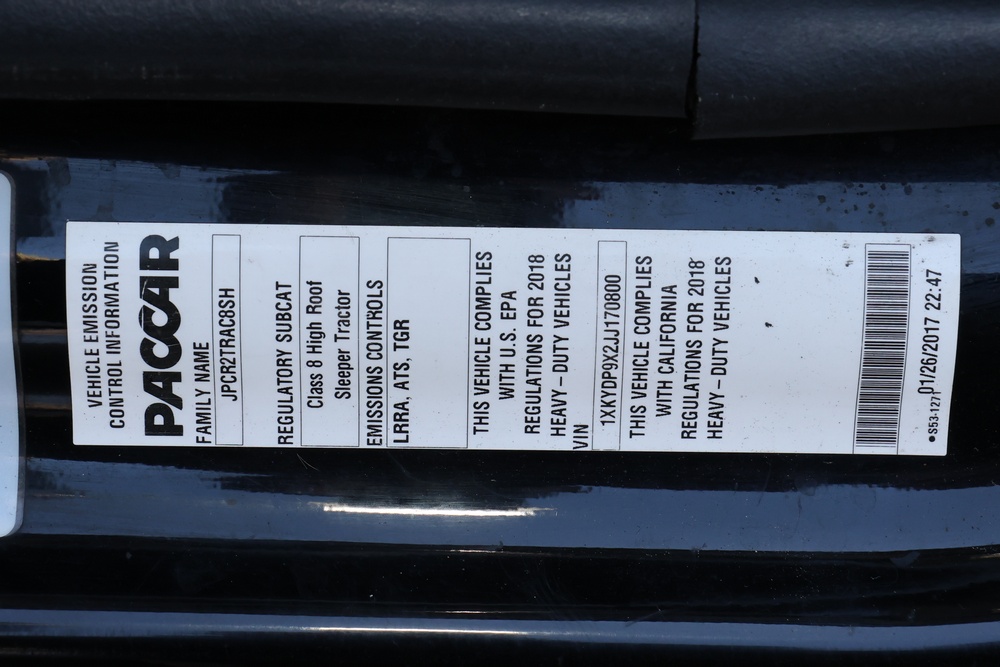 VEHICLE EMISSION
CONTROL INFORMATION
PACCAR
FAMILY NAME
JPCR2TRAC8SH
REGULATORY SUBCAT
Class 8 High Roof
Sleeper Tractor
EMISSIONS CONTROLS
LRRA, ATS, TGR
THIS VEHICLE COMPLIES
WITH U.S. EPA
REGULATIONS FOR 2018
HEAVY-DUTY VEHICLES
VIN
1XKYDP9X2JJ170800
THIS VEHICLE COMPLIES
WITH CALIFORNIA
REGULATIONS FOR 2018
HEAVY-DUTY VEHICLES
•S53-127 01/26/2017 22:47